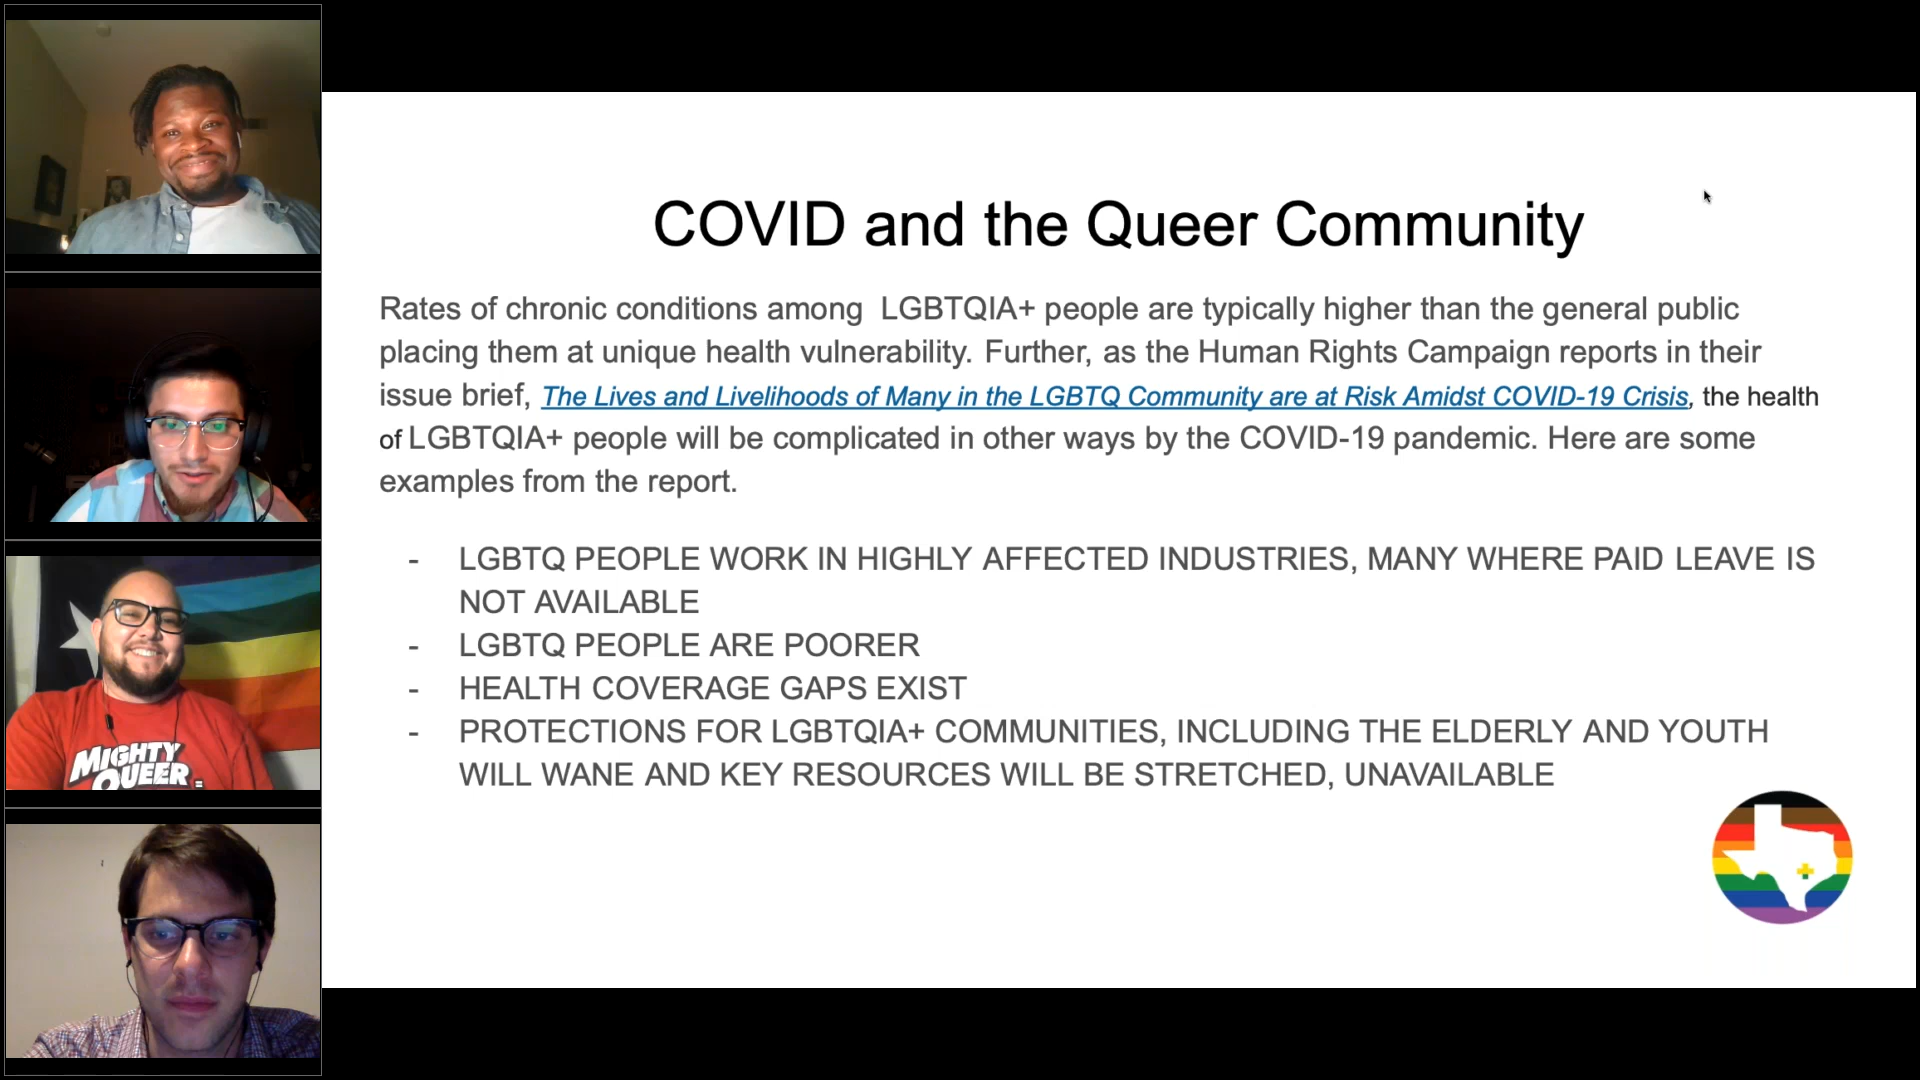 COVID and the Queer Community
Rates of chronic conditions among  LGBTQIA+ people are typically higher than the general public
placing them at unique health vulnerability. Further, as the Human Rights Campaign reports in their
issue brief, The Lives and Livelihoods of Many in the LGBTQ Community are at Risk Amidst COVID-19 Crisis, the health
of LGBTQIA+ people will be complicated in other ways by the COVID-19 pandemic. Here are some
examples from the report.
- LGBTQ PEOPLE WORK IN HIGHLY AFFECTED INDUSTRIES, MANY WHERE PAID LEAVE IS
NOT AVAILABLE
- LGBTQ PEOPLE ARE POORER
- HEALTH COVERAGE GAPS EXIST
- PROTECTIONS FOR LGBTQIA+ COMMUNITIES, INCLUDING THE ELDERLY AND YOUTH
WILL WANE AND KEY RESOURCES WILL BE STRETCHED, UNAVAILABLE
MIGHTY
QUEER